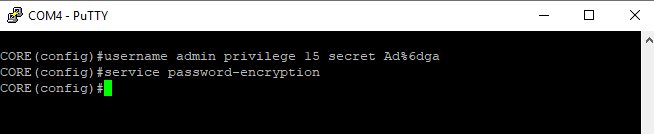 COM4 - PuTTY
CORE(config)#username admin privilege 15 secret Ad%6dga
CORE(config)#service password-encryption
CORE(config)#